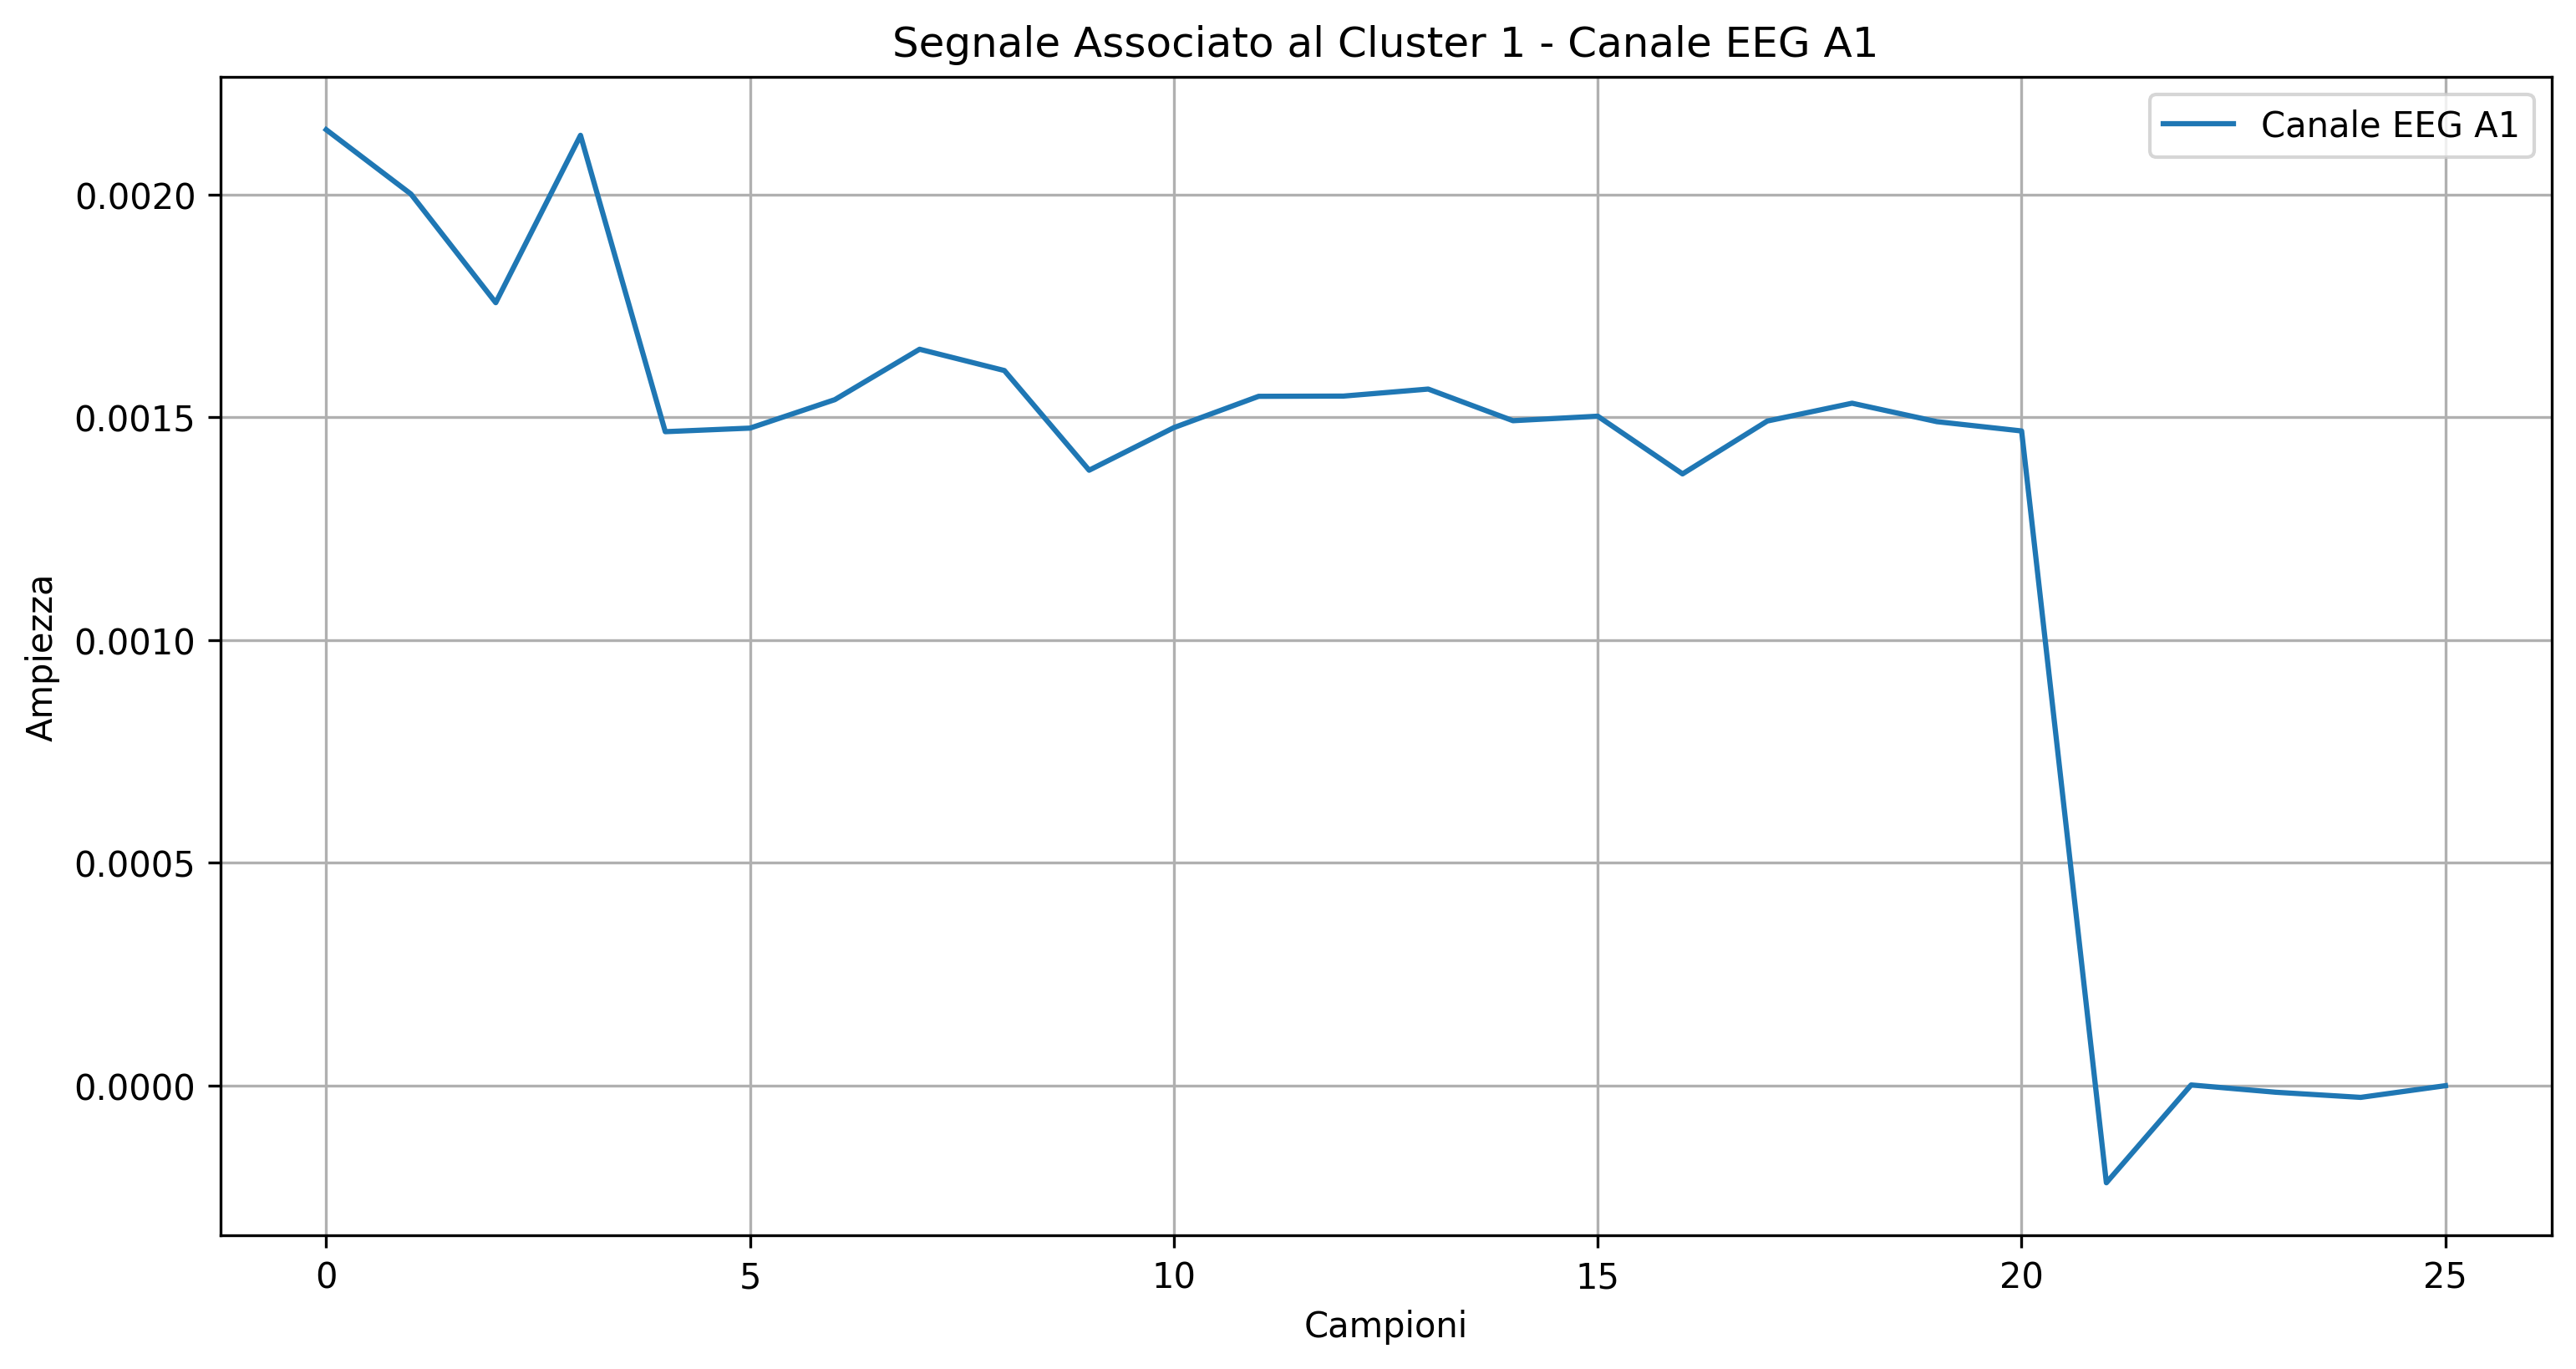 Segnale Associato al Cluster 1 - Canale EEG A1
Canale EEG A1
0.0020
0.0015
0.0010
0.0005
0.0000
Ampiezza
0 5 10 15 20 25
Campioni